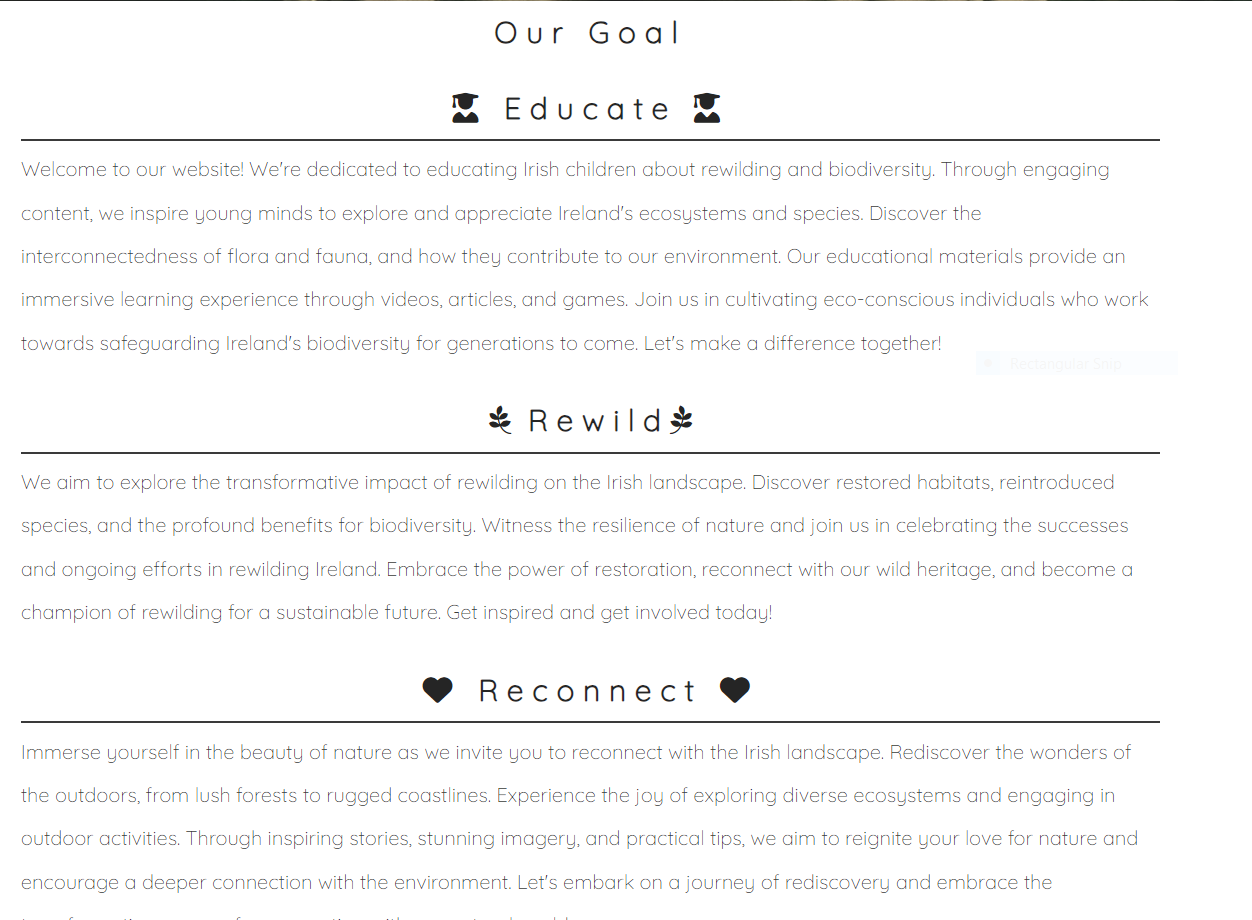 Our Goal
Educate
Welcome to our website! We're dedicated to educating Irish children about rewilding and biodiversity. Through engaging
content, we inspire young minds to explore and appreciate Ireland's ecosystems and species. Discover the
interconnectedness of flora and fauna, and how they contribute to our environment. Our educational materials provide an
immersive learning experience through videos, articles, and games. Join us in cultivating eco-conscious individuals who work
towards safeguarding Ireland's biodiversity for generations to come. Let's make a difference together!
Rectangular Snip
Rewild
We aim to explore the transformative impact of rewilding on the Irish landscape. Discover restored habitats, reintroduced
species, and the profound benefits for biodiversity. Witness the resilience of nature and join us in celebrating the successes
and ongoing efforts in rewilding Ireland. Embrace the power of restoration, reconnect with our wild heritage, and become a
champion of rewilding for a sustainable future. Get inspired and get involved today!
Reconnect
Immerse yourself in the beauty of nature as we invite you to reconnect with the Irish landscape. Rediscover the wonders of
the outdoors, from lush forests to rugged coastlines. Experience the joy of exploring diverse ecosystems and engaging in
outdoor activities. Through inspiring stories, stunning imagery, and practical tips, we aim to reignite your love for nature and
encourage a deeper connection with the environment. Let's embark on a journey of rediscovery and embrace the